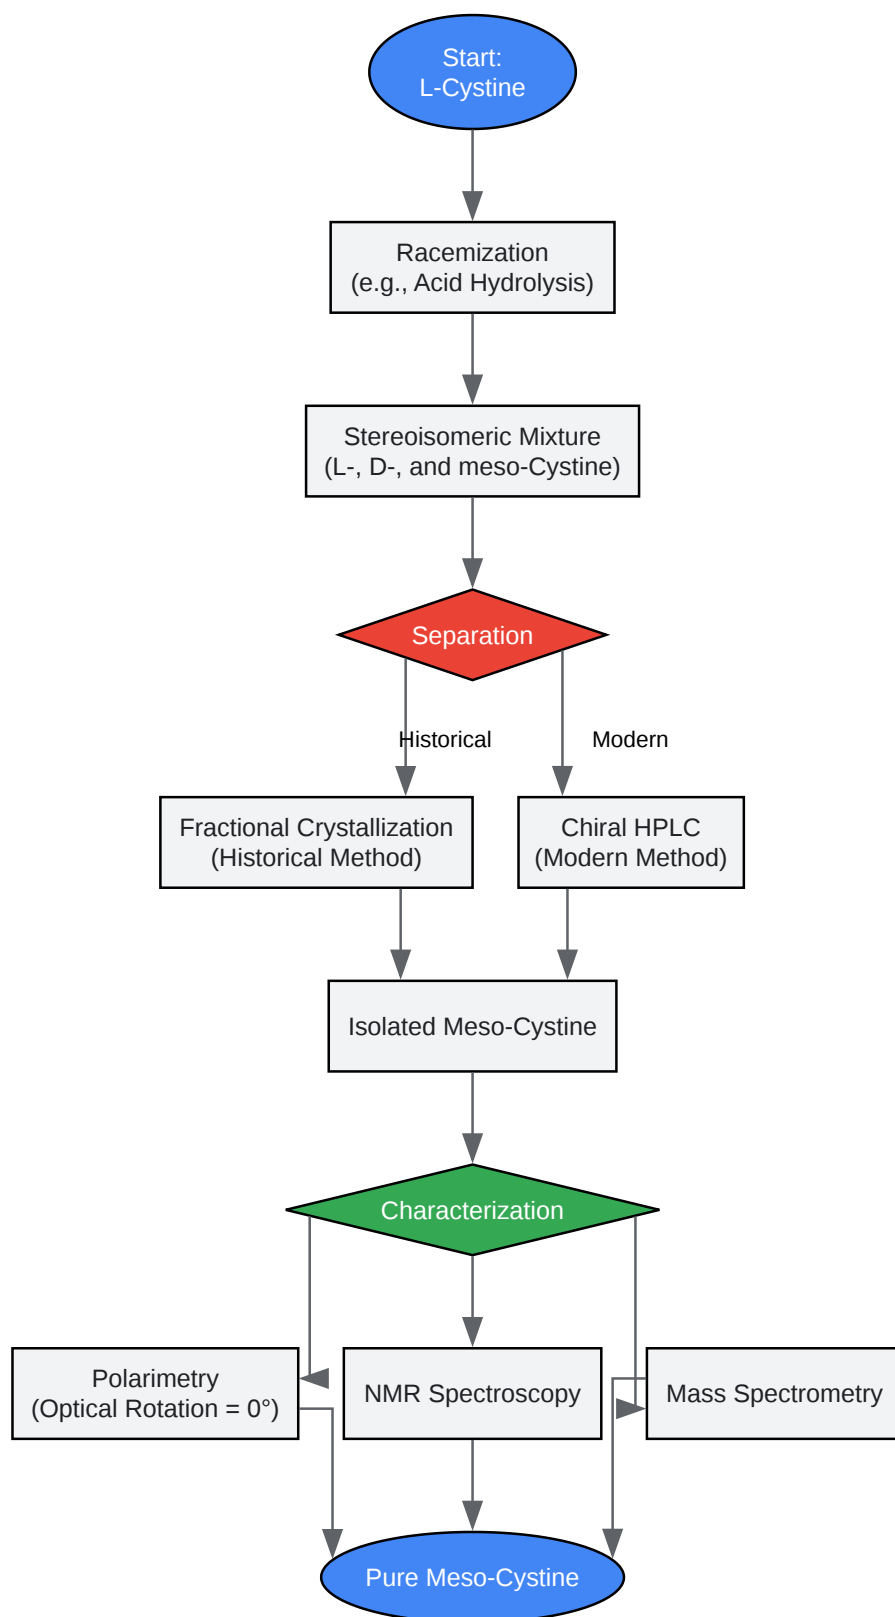 Start:
L-Cystine
Racemization
(e.g., Acid Hydrolysis)
Stereoisomeric Mixture
(L-, D-, and meso-Cystine)
Separation
Historical
Modern
Fractional Crystallization
(Historical Method)
Chiral HPLC
(Modern Method)
Isolated Meso-Cystine
Characterization
Polarimetry
(Optical Rotation = 0°)
NMR Spectroscopy
Mass Spectrometry
Pure Meso-Cystine